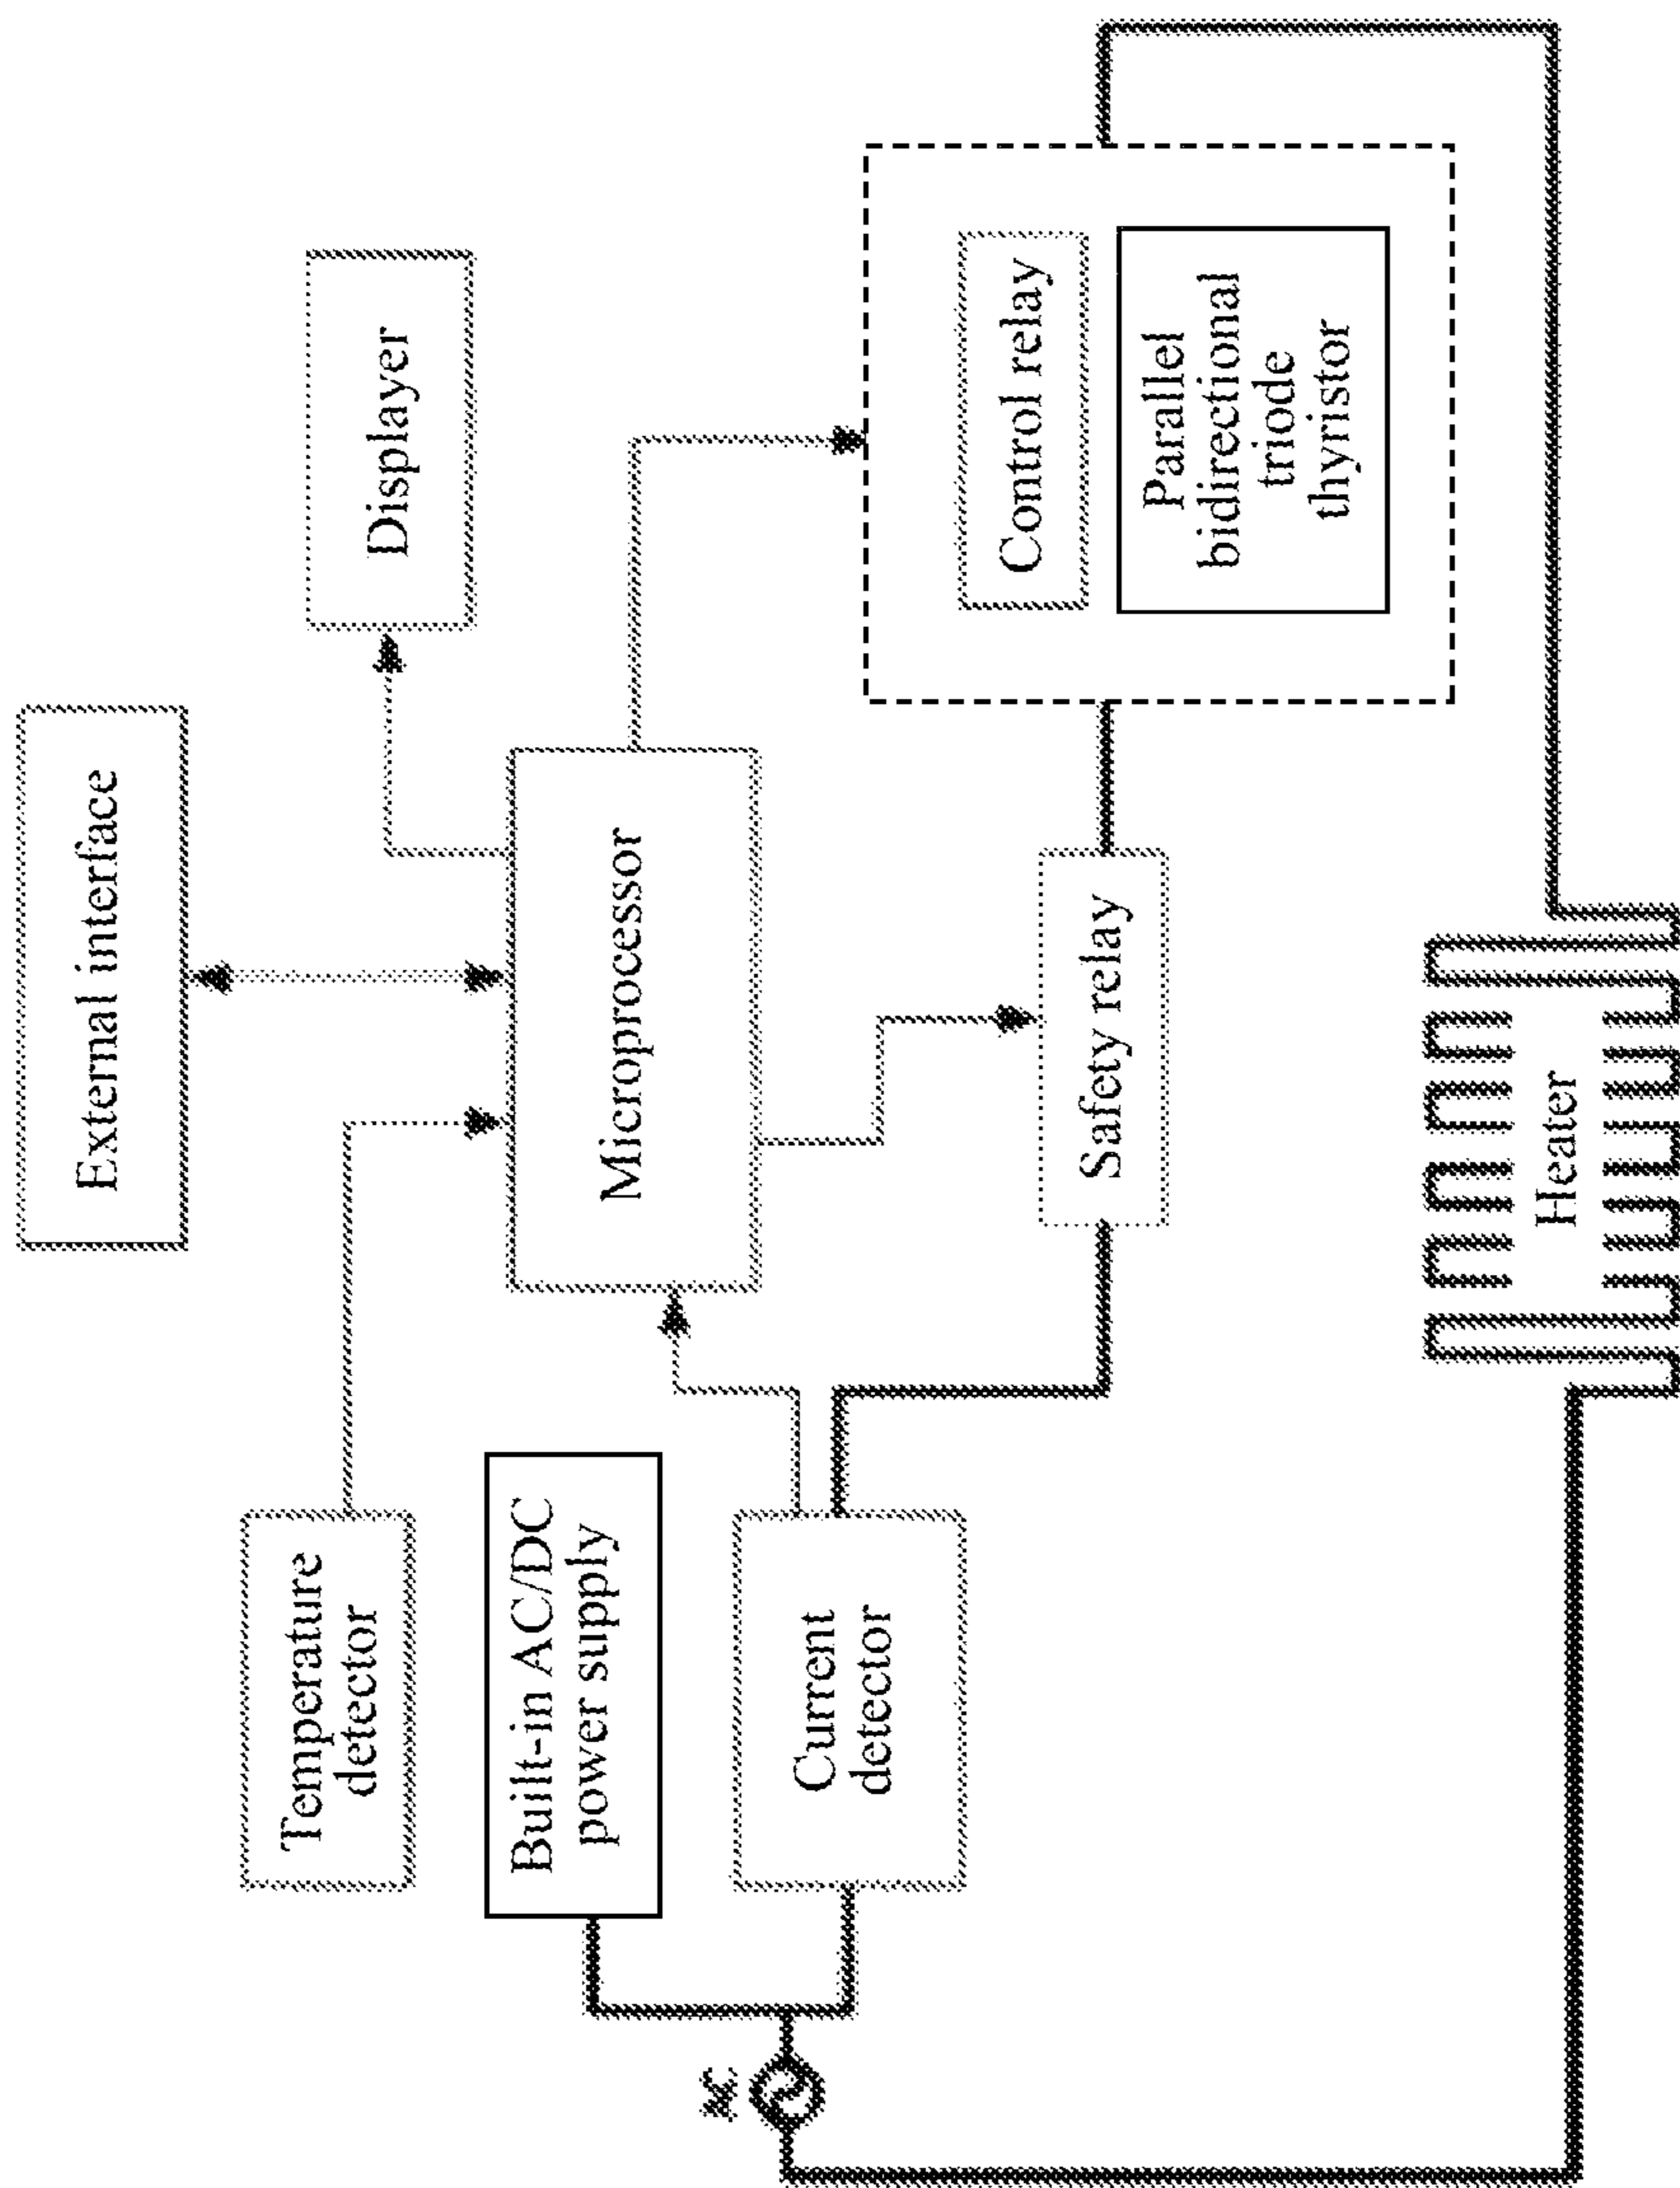 External interface
Temperature
detector
Displayer
Built-in AC/DC
power supply
Microprocessor
Current
detector
Safety relay
Control relay
Parallel
bidirectional
triode
thyristor
Heater